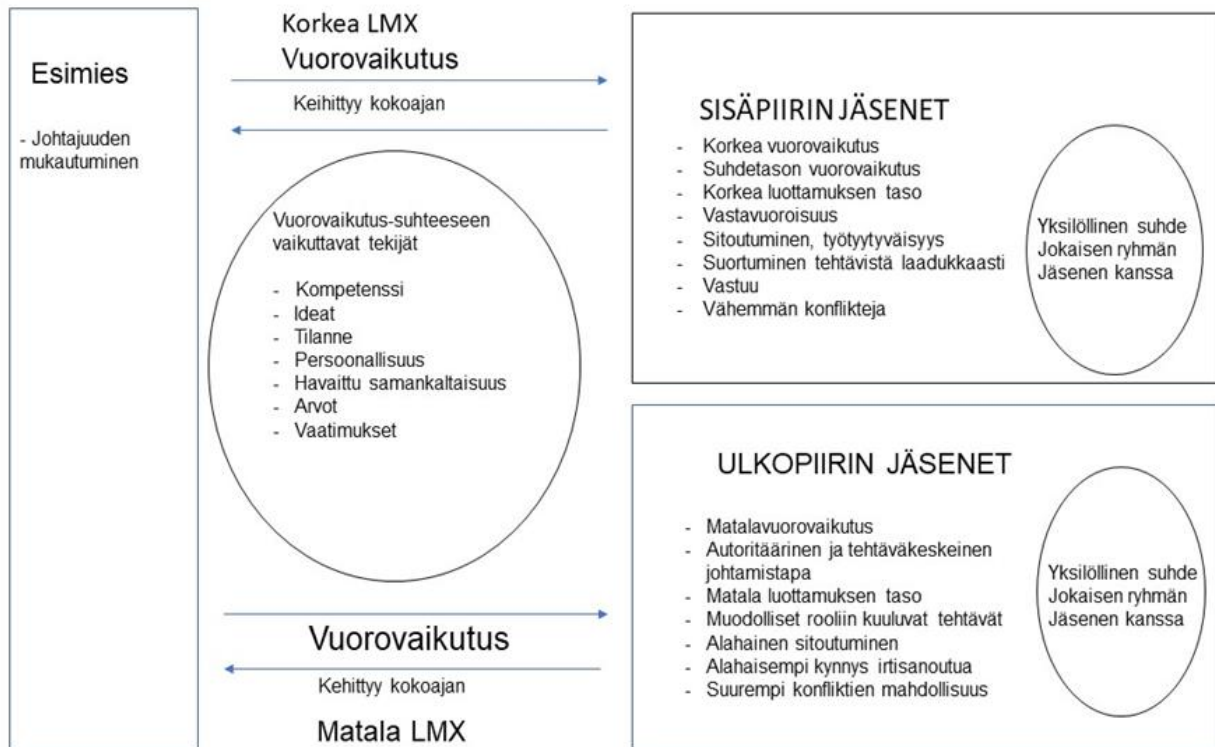 Esimies
- Johtajuuden
mukautuminen
Korkea LMX
Vuorovaikutus
Keihittyy kokoajan
Vuorovaikutus-suhteeseen
vaikuttavat tekijät
- Kompetenssi
- Ideat
- Tilanne
- Persoonallisuus
- Havaittu samankaltaisuus
- Arvot
- Vaatimukset
Vuorovaikutus
Kehittyy kokoajan
Matala LMX
SISÄPIIRIN JÄSENET
- Korkea vuorovaikutus
- Suhdetason vuorovaikutus
- Korkea luottamuksen taso
- Vastavuoroisuus
- Sitoutuminen, työtyytyväisyys
- Suortuminen tehtävistä laadukkaasti
- Vastuu
- Vähemmän konflikteja
Yksilöllinen suhde
Jokaisen ryhmän
Jäsenen kanssa
ULKOPIIRIN JÄSENET
- Matalavuorovaikutus
- Autoritäärinen ja tehtäväkeskeinen
johtamistapa
- Matala luottamuksen taso
- Muodolliset rooliin kuuluvat tehtävät
- Alahainen sitoutuminen
- Alahaisempi kynnys irtisanoutua
- Suurempi konfliktien mahdollisuus
Yksilöllinen suhde
Jokaisen ryhmän
Jäsenen kanssa